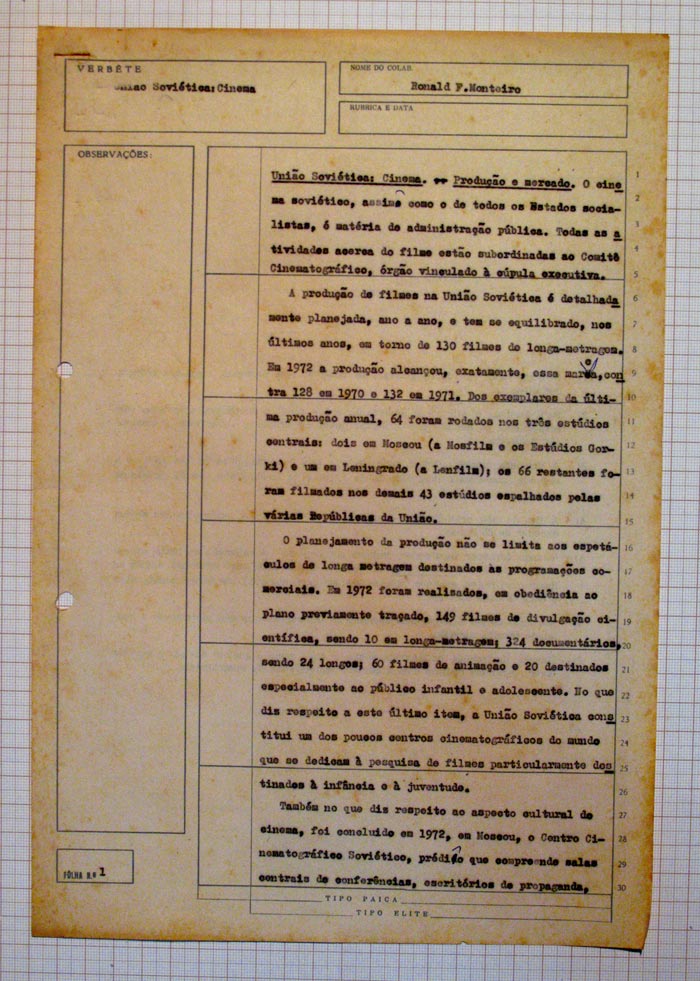 VERBÊTE
União Soviética: Cinema
NOME DO COLAB.
Ronald F.Monteiro
RUBRICA E DATA
OBSERVAÇÕES:
União Soviética: Cinema. Produção e mercado. O cine 1
ma soviético, assim como o de todos os Estados socia- 2
listas, é matéria de administração pública. Todas as a 3
tividades acerca do filme estão subordinadas ao Comitê 4
Cinematográfico, órgão vinculado à cúpula executiva. 5
A produção de filmes na União Soviética é detalhada 6
mente planejada, ano a ano, e tem se equilibrado, nos 7
últimos anos, em torno de 130 filmes de longa-metragem. 8
Em 1972 a produção alcançou, exatamente, essa marca, con 9
tra 128 em 1970 e 132 em 1971. Dos exemplares da últi- 10
ma produção anual, 64 foram rodados nos três estúdios 11
centrais: dois em Moscou (a Mosfilm e os Estúdios Gor- 12
ki) e um em Leningrado (a Lenfilm); os 66 restantes fo- 13
ram filmados nos demais 43 estúdios espalhados pelas 14
várias Repúblicas da União. 15
O planejamento da produção não se limita aos espetá- 16
culos de longa metragem destinados às programações co- 17
merciais. Em 1972 foram realisados, em obediência ao 18
plano previamente traçado, 149 filmes de divulgação ci- 19
entífica, sendo 10 em longa-metragem; 324 documentários, 20
sendo 24 longos; 60 filmes de animação e 20 destinados 21
especialmente ao público infantil e adolescente. No que 22
dis respeito a este último item, a União Soviética cons 23
titui um dos poucos centros cinematográficos do mundo 24
que se dedicam à pesquisa de filmes particularmente des 25
tinados à infância e à juventude. 26
Também no que dis respeito ao aspecto cultural de 27
cinema, foi concluido em 1972, em Moscou, o Centro Ci- 28
nematográfico Soviético, prédio que compreende salas 29
centrais de conferências, escritórios de propaganda, 30
FÔLHA N.º 1
TIPO PAICA
TIPO ELITE